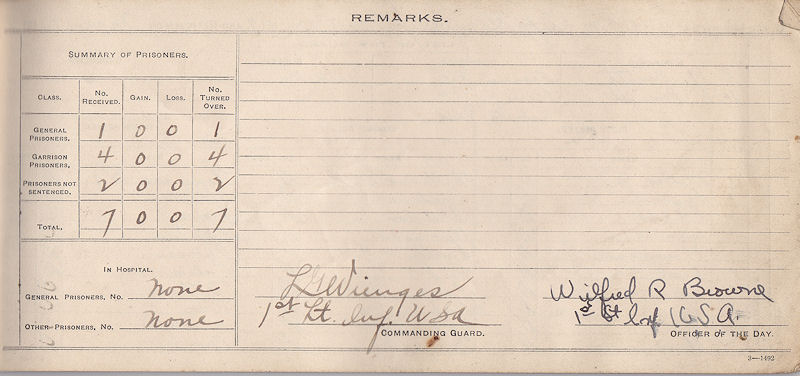 REMARKS.
SUMMARY OF PRISONERS.
CLASS. No. RECEIVED. GAIN. LOSS. No. TURNED OVER.
GENERAL PRISONERS. 1 0 0 1
GARRISON PRISONERS. 4 0 0 4
PRISONERS NOT SENTENCED. 2 0 0 2
TOTAL. 7 0 0 7
IN HOSPITAL.
GENERAL PRISONERS, No. none
OTHER PRISONERS, No. none
Wienges
1st Lt. Inf. USA
COMMANDING GUARD.
Wilfred R Browne
1st Lt Inf USA.
OFFICER OF THE DAY.
3—1492